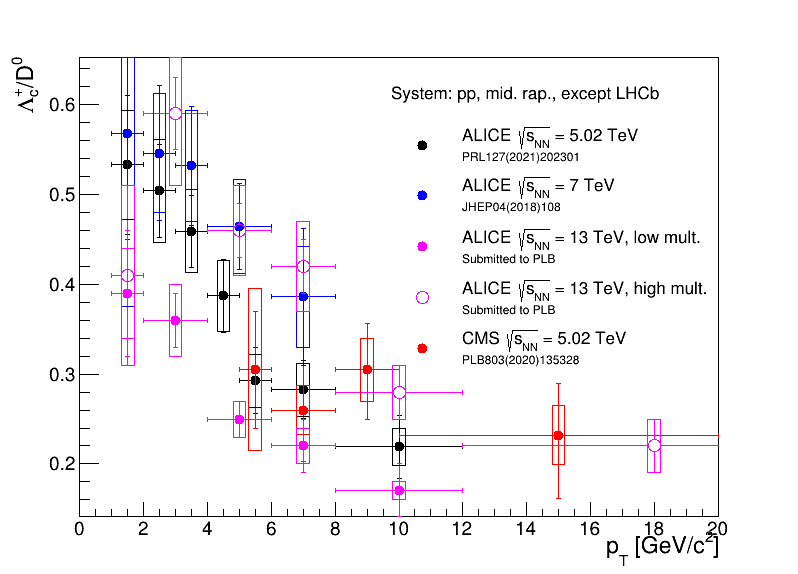 Λc+/D0
System: pp, mid. rap., except LHCb
ALICE √sNN = 5.02 TeV
PRL127(2021)202301
ALICE √sNN = 7 TeV
JHEP04(2018)108
ALICE √sNN = 13 TeV, low mult.
Submitted to PLB
ALICE √sNN = 13 TeV, high mult.
Submitted to PLB
CMS √sNN = 5.02 TeV
PLB803(2020)135328
0.6
0.5
0.4
0.3
0.2
0 2 4 6 8 10 12 14 16 18 20
pT [GeV/c2]